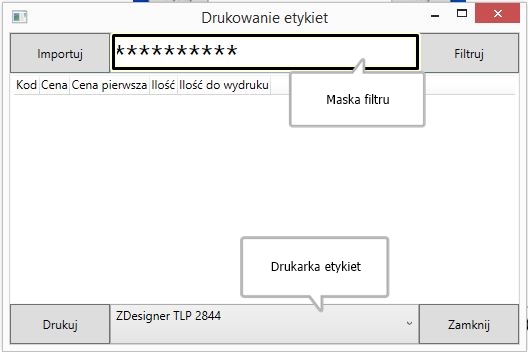 Drukowanie etykiet
Importuj
**********
Filtruj
Kod Cena Cena pierwsza Ilość Ilość do wydruku
Maska filtru
Drukarka etykiet
Drukuj
ZDesigner TLP 2844
Zamknij